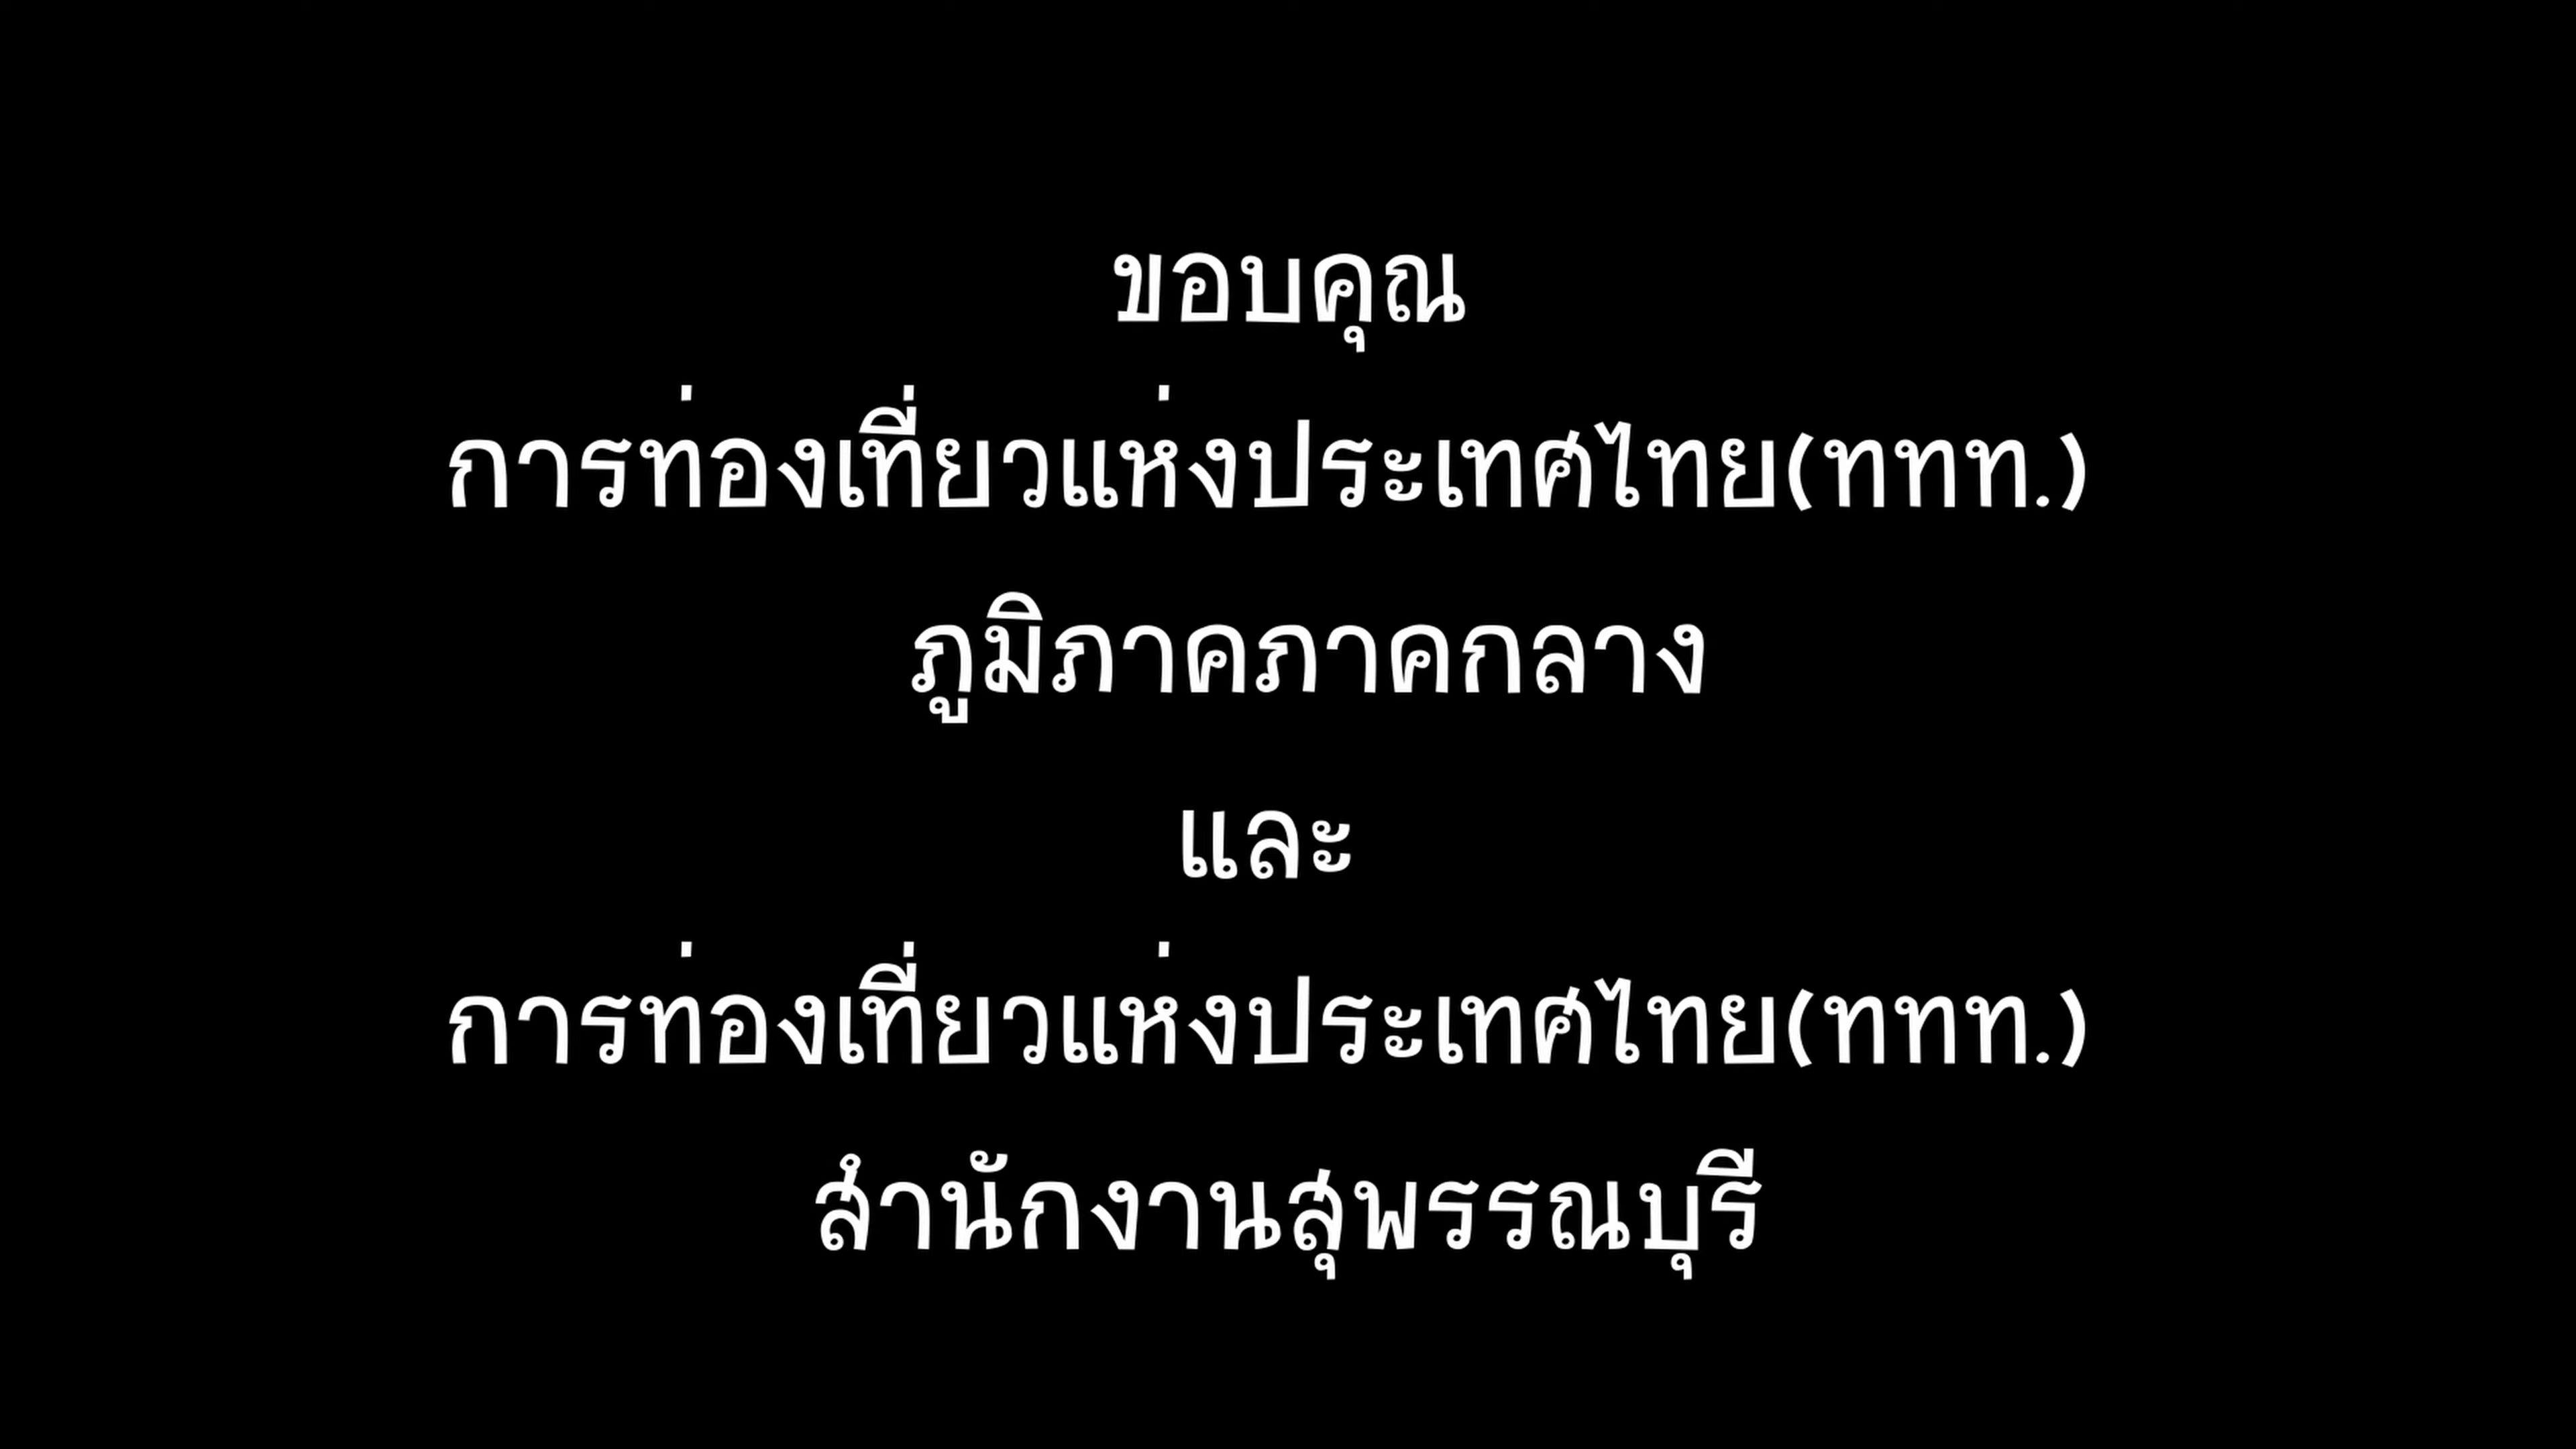 ขอบคุณ
การท่องเที่ยวแห่งประเทศไทย(ททท.)
ภูมิภาคภาคกลาง
และ
การท่องเที่ยวแห่งประเทศไทย(ททท.)
สำนักงานสุพรรณบุรี